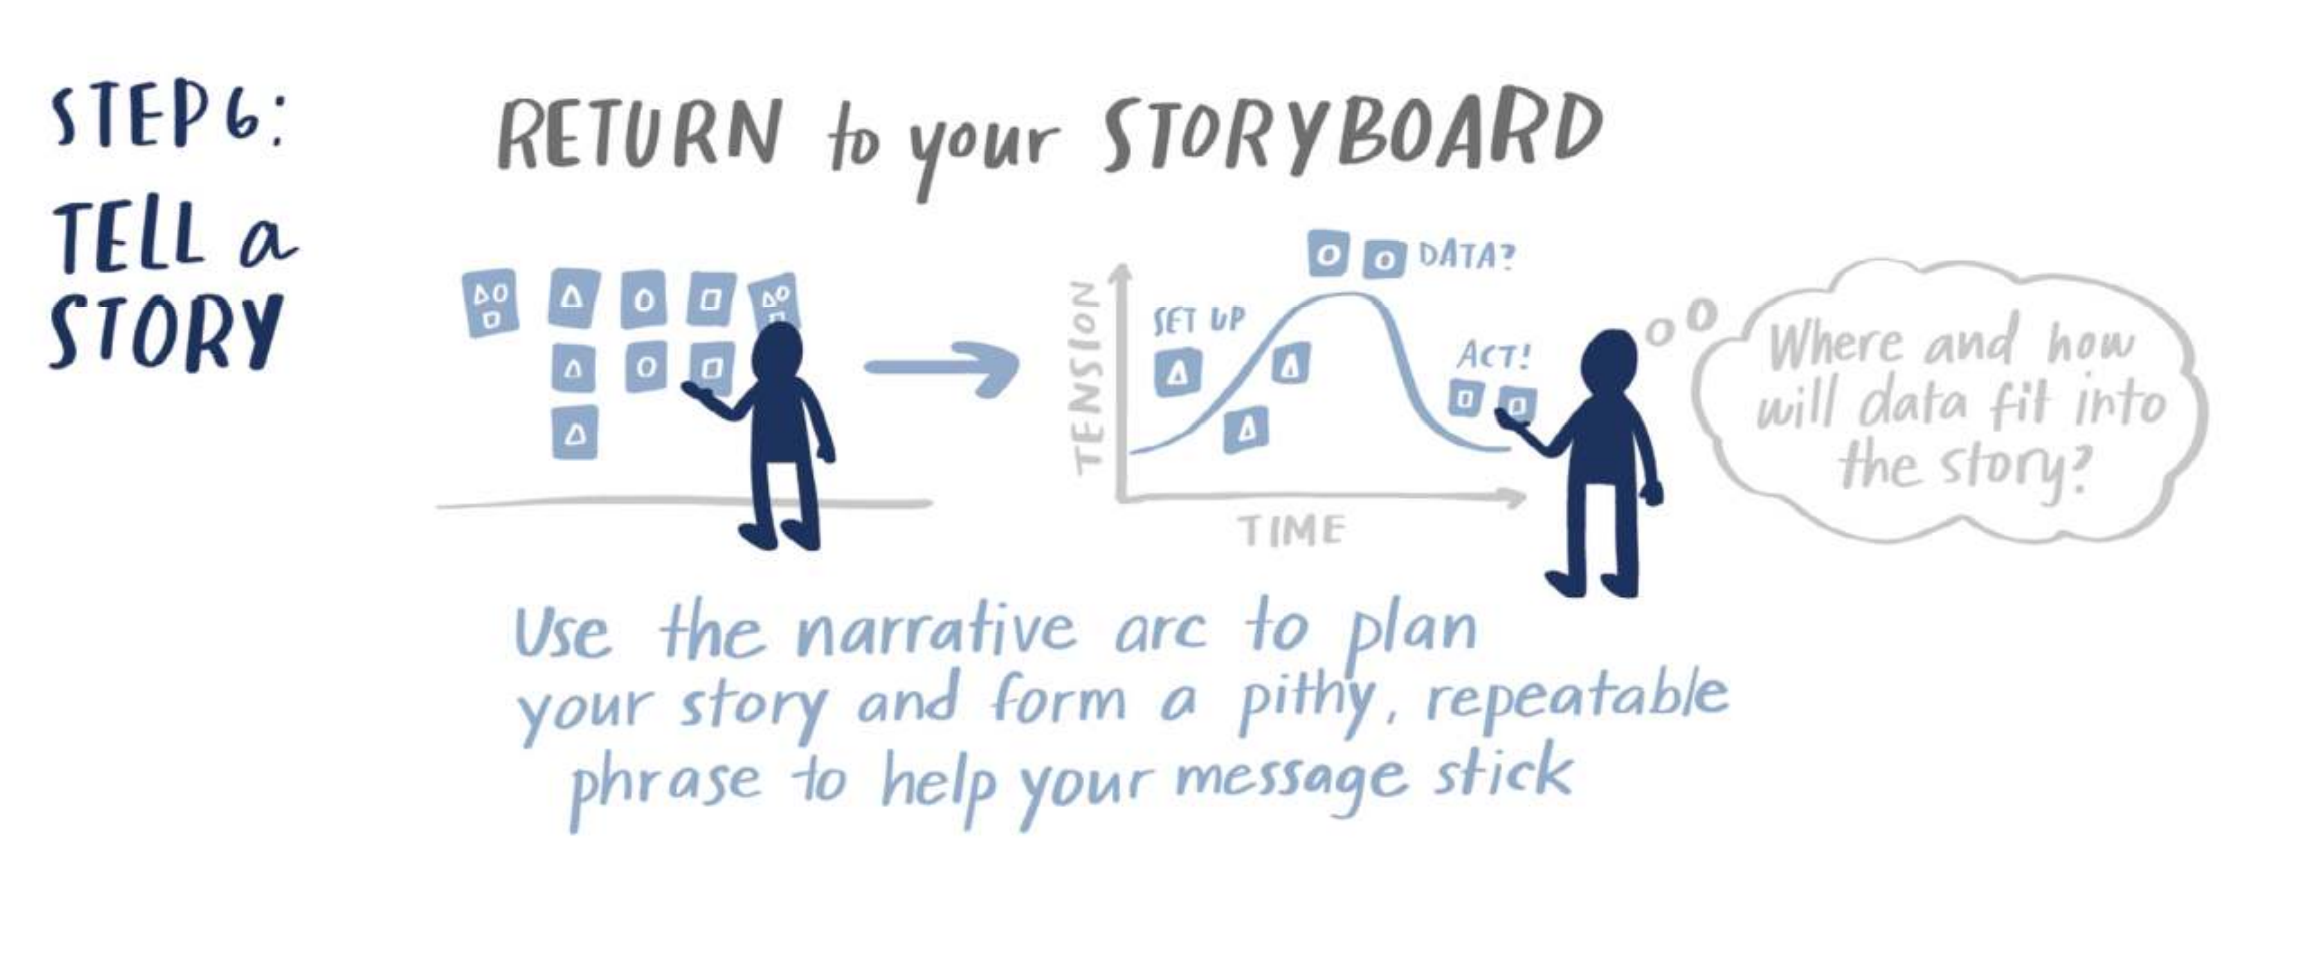 STEP 6:
TELL a
STORY
RETURN to your STORYBOARD
TENSION
SET UP
DATA?
ACT!
TIME
Where and how
will data fit into
the story?
Use the narrative arc to plan
your story and form a pithy, repeatable
phrase to help your message stick